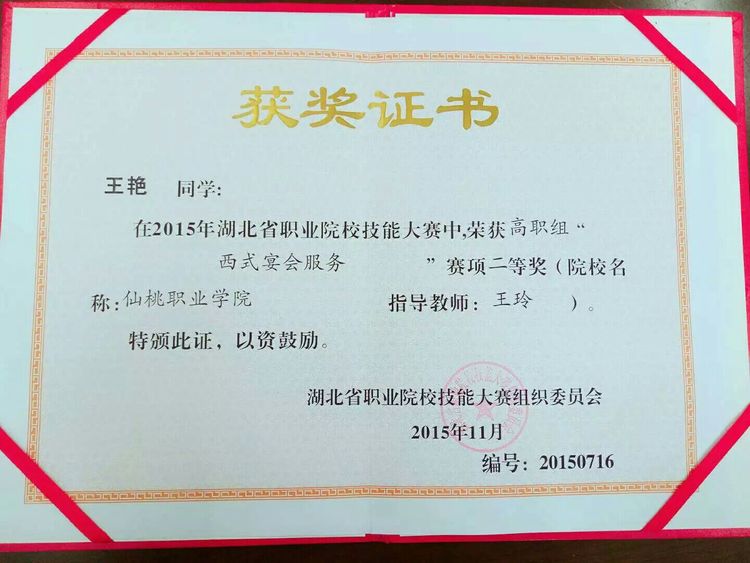 获奖证书
王艳 同学:
在2015年湖北省职业院校技能大赛中,荣获高职组“
西式宴会服务 ”赛项二等奖(院校名
称:仙桃职业学院 指导教师:王玲 )。
特颁此证,以资鼓励。
湖北省职业院校技能大赛组织委员会
2015年11月
编号:20150716